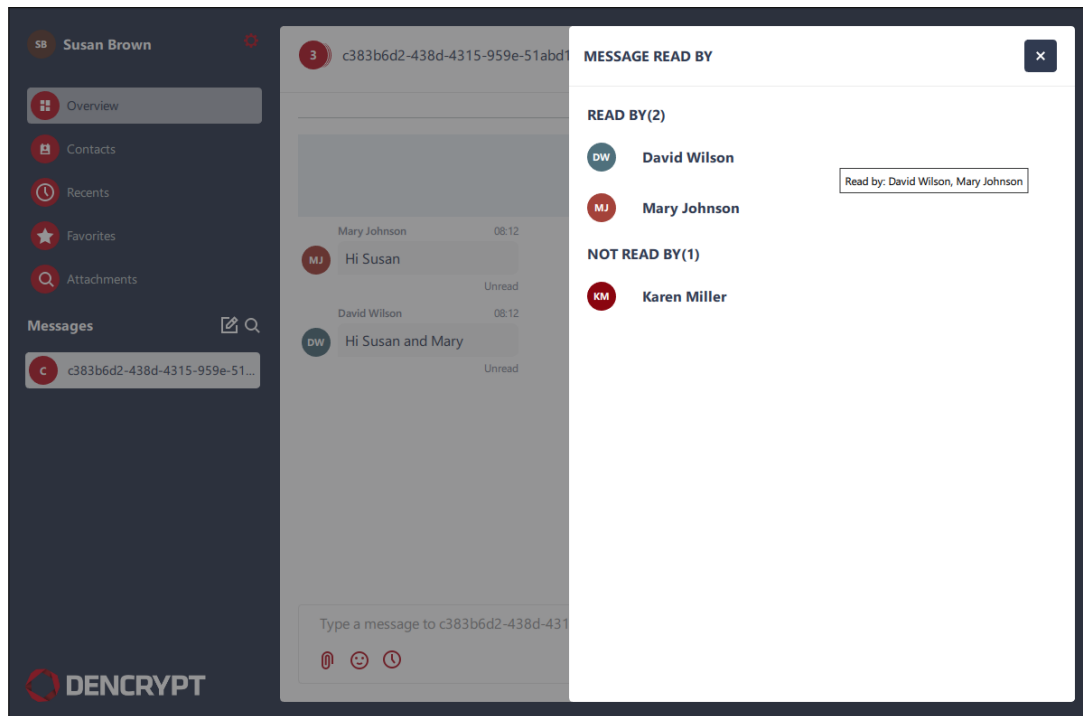 SB Susan Brown
Overview
Contacts
Recents
Favorites
Attachments
Messages
C c383b6d2-438d-4315-959e-51...
DENCRYPT
3 c383b6d2-438d-4315-959e-51abd1
Mary Johnson 08:12
MJ Hi Susan
Unread
David Wilson 08:12
DW Hi Susan and Mary
Unread
Type a message to c383b6d2-438d-431
MESSAGE READ BY
READ BY(2)
DW David Wilson
Read by: David Wilson, Mary Johnson
MJ Mary Johnson
NOT READ BY(1)
KM Karen Miller